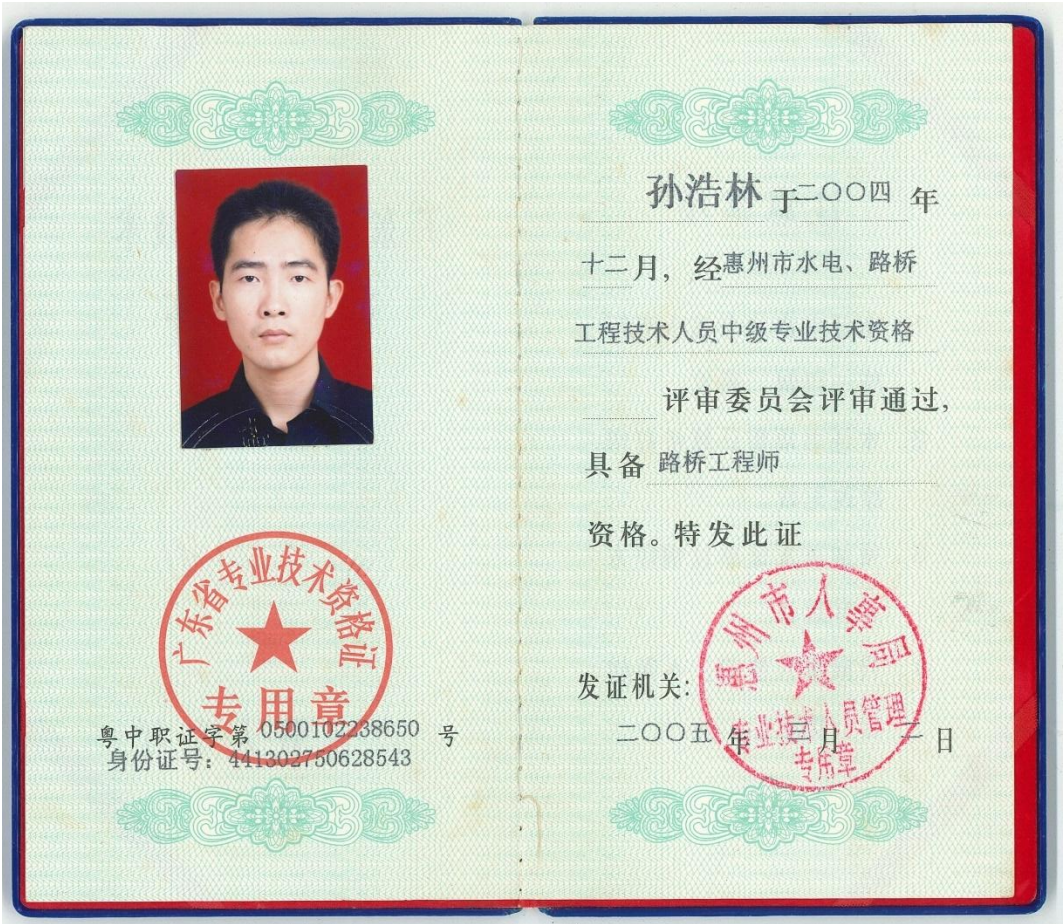 广东省专业技术资格证
专用章
粤中职证字第 0500102238650 号
身份证号：441302750628543
孙浩林 于二〇〇四 年
十二月，经惠州市水电、路桥
工程技术人员中级专业技术资格
评审委员会评审通过，
具备 路桥工程师
资格。特发此证
惠州市人事局
发证机关：
专业技术人员管理
专用章
二〇〇五 年 三 月 二 日